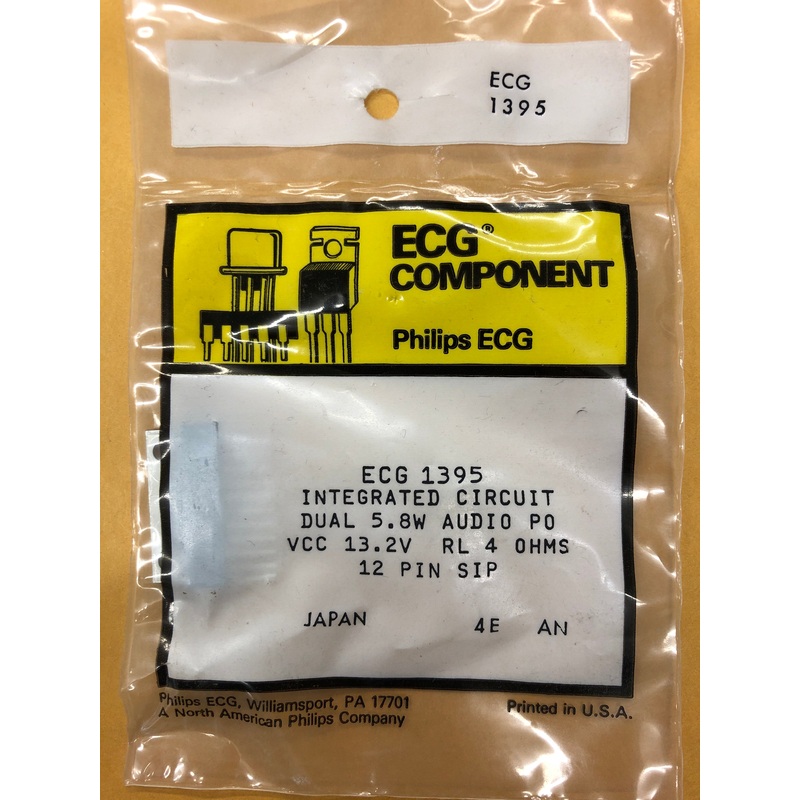 ECG
1395
ECG®
COMPONENT
Philips ECG
ECG 1395
INTEGRATED CIRCUIT
DUAL 5.8W AUDIO PO
VCC 13.2V RL 4 OHMS
12 PIN SIP
JAPAN 4E AN
Philips ECG, Williamsport, PA 17701
A North American Philips Company
Printed in U.S.A.